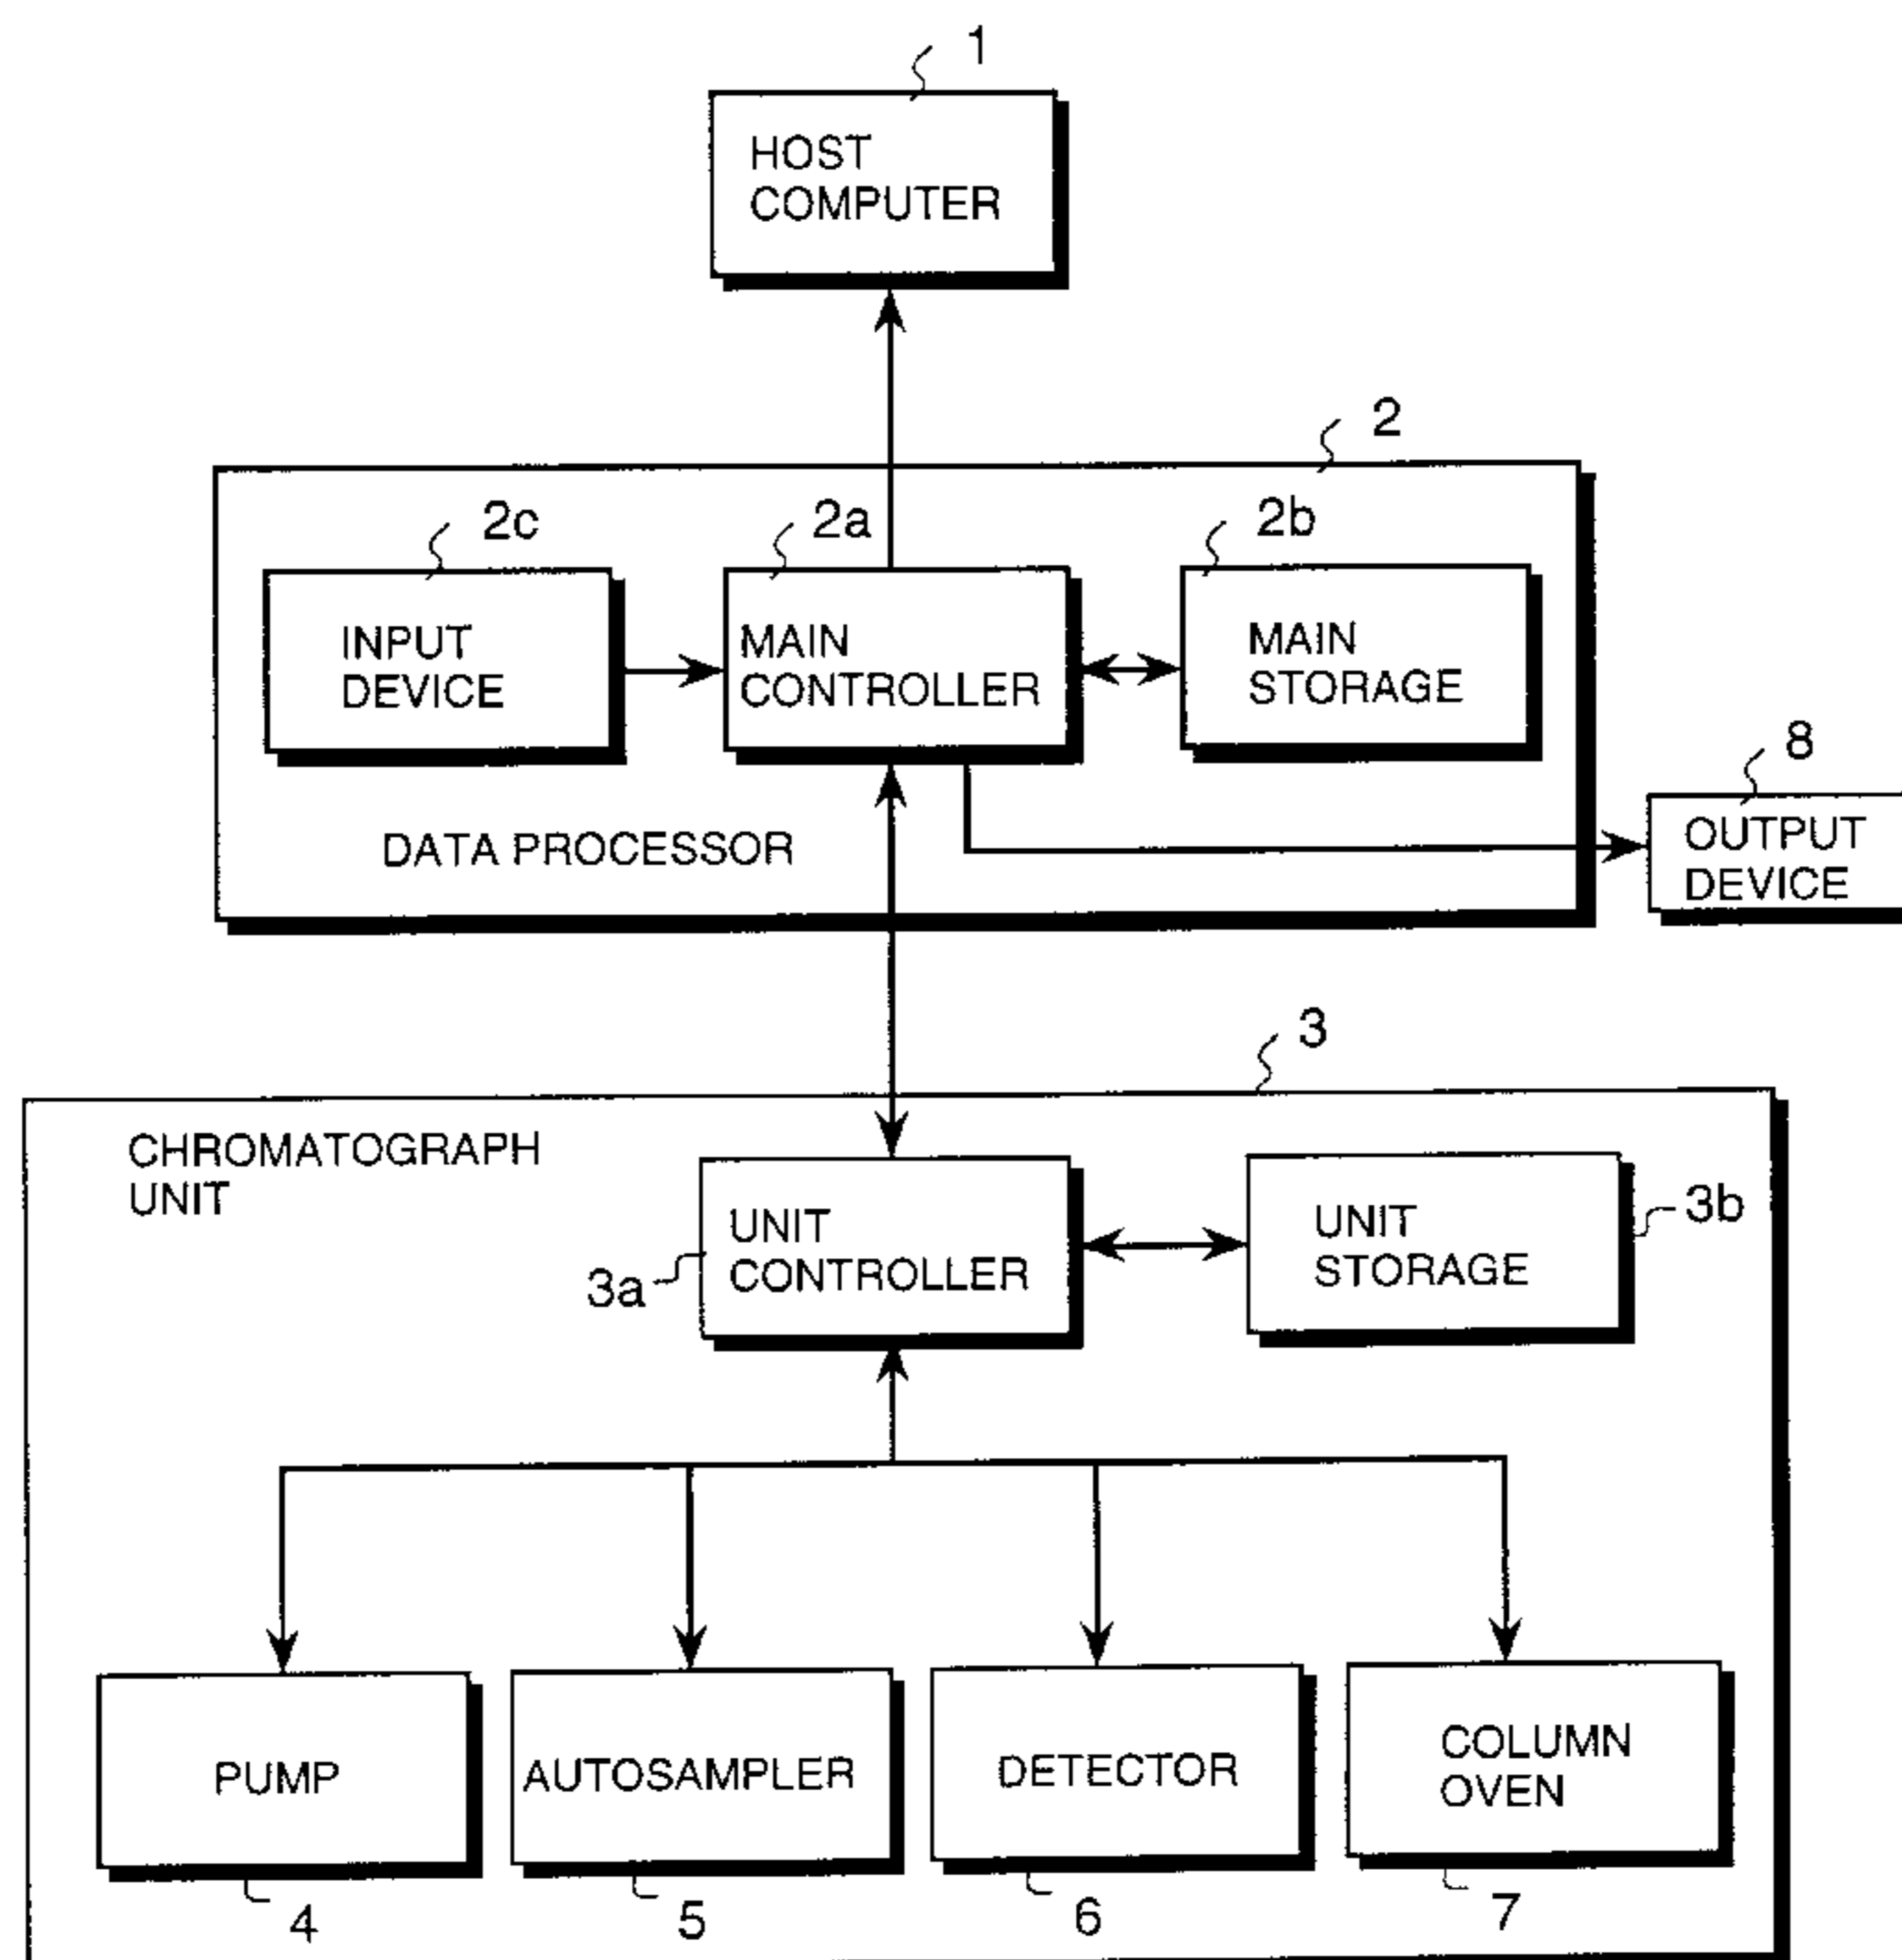 1
HOST
COMPUTER
2
2c
2a
2b
INPUT
DEVICE
MAIN
CONTROLLER
MAIN
STORAGE
8
DATA PROCESSOR
OUTPUT
DEVICE
3
CHROMATOGRAPH
UNIT
3a
UNIT
CONTROLLER
UNIT
STORAGE
3b
PUMP
AUTOSAMPLER
DETECTOR
COLUMN
OVEN
4
5
6
7